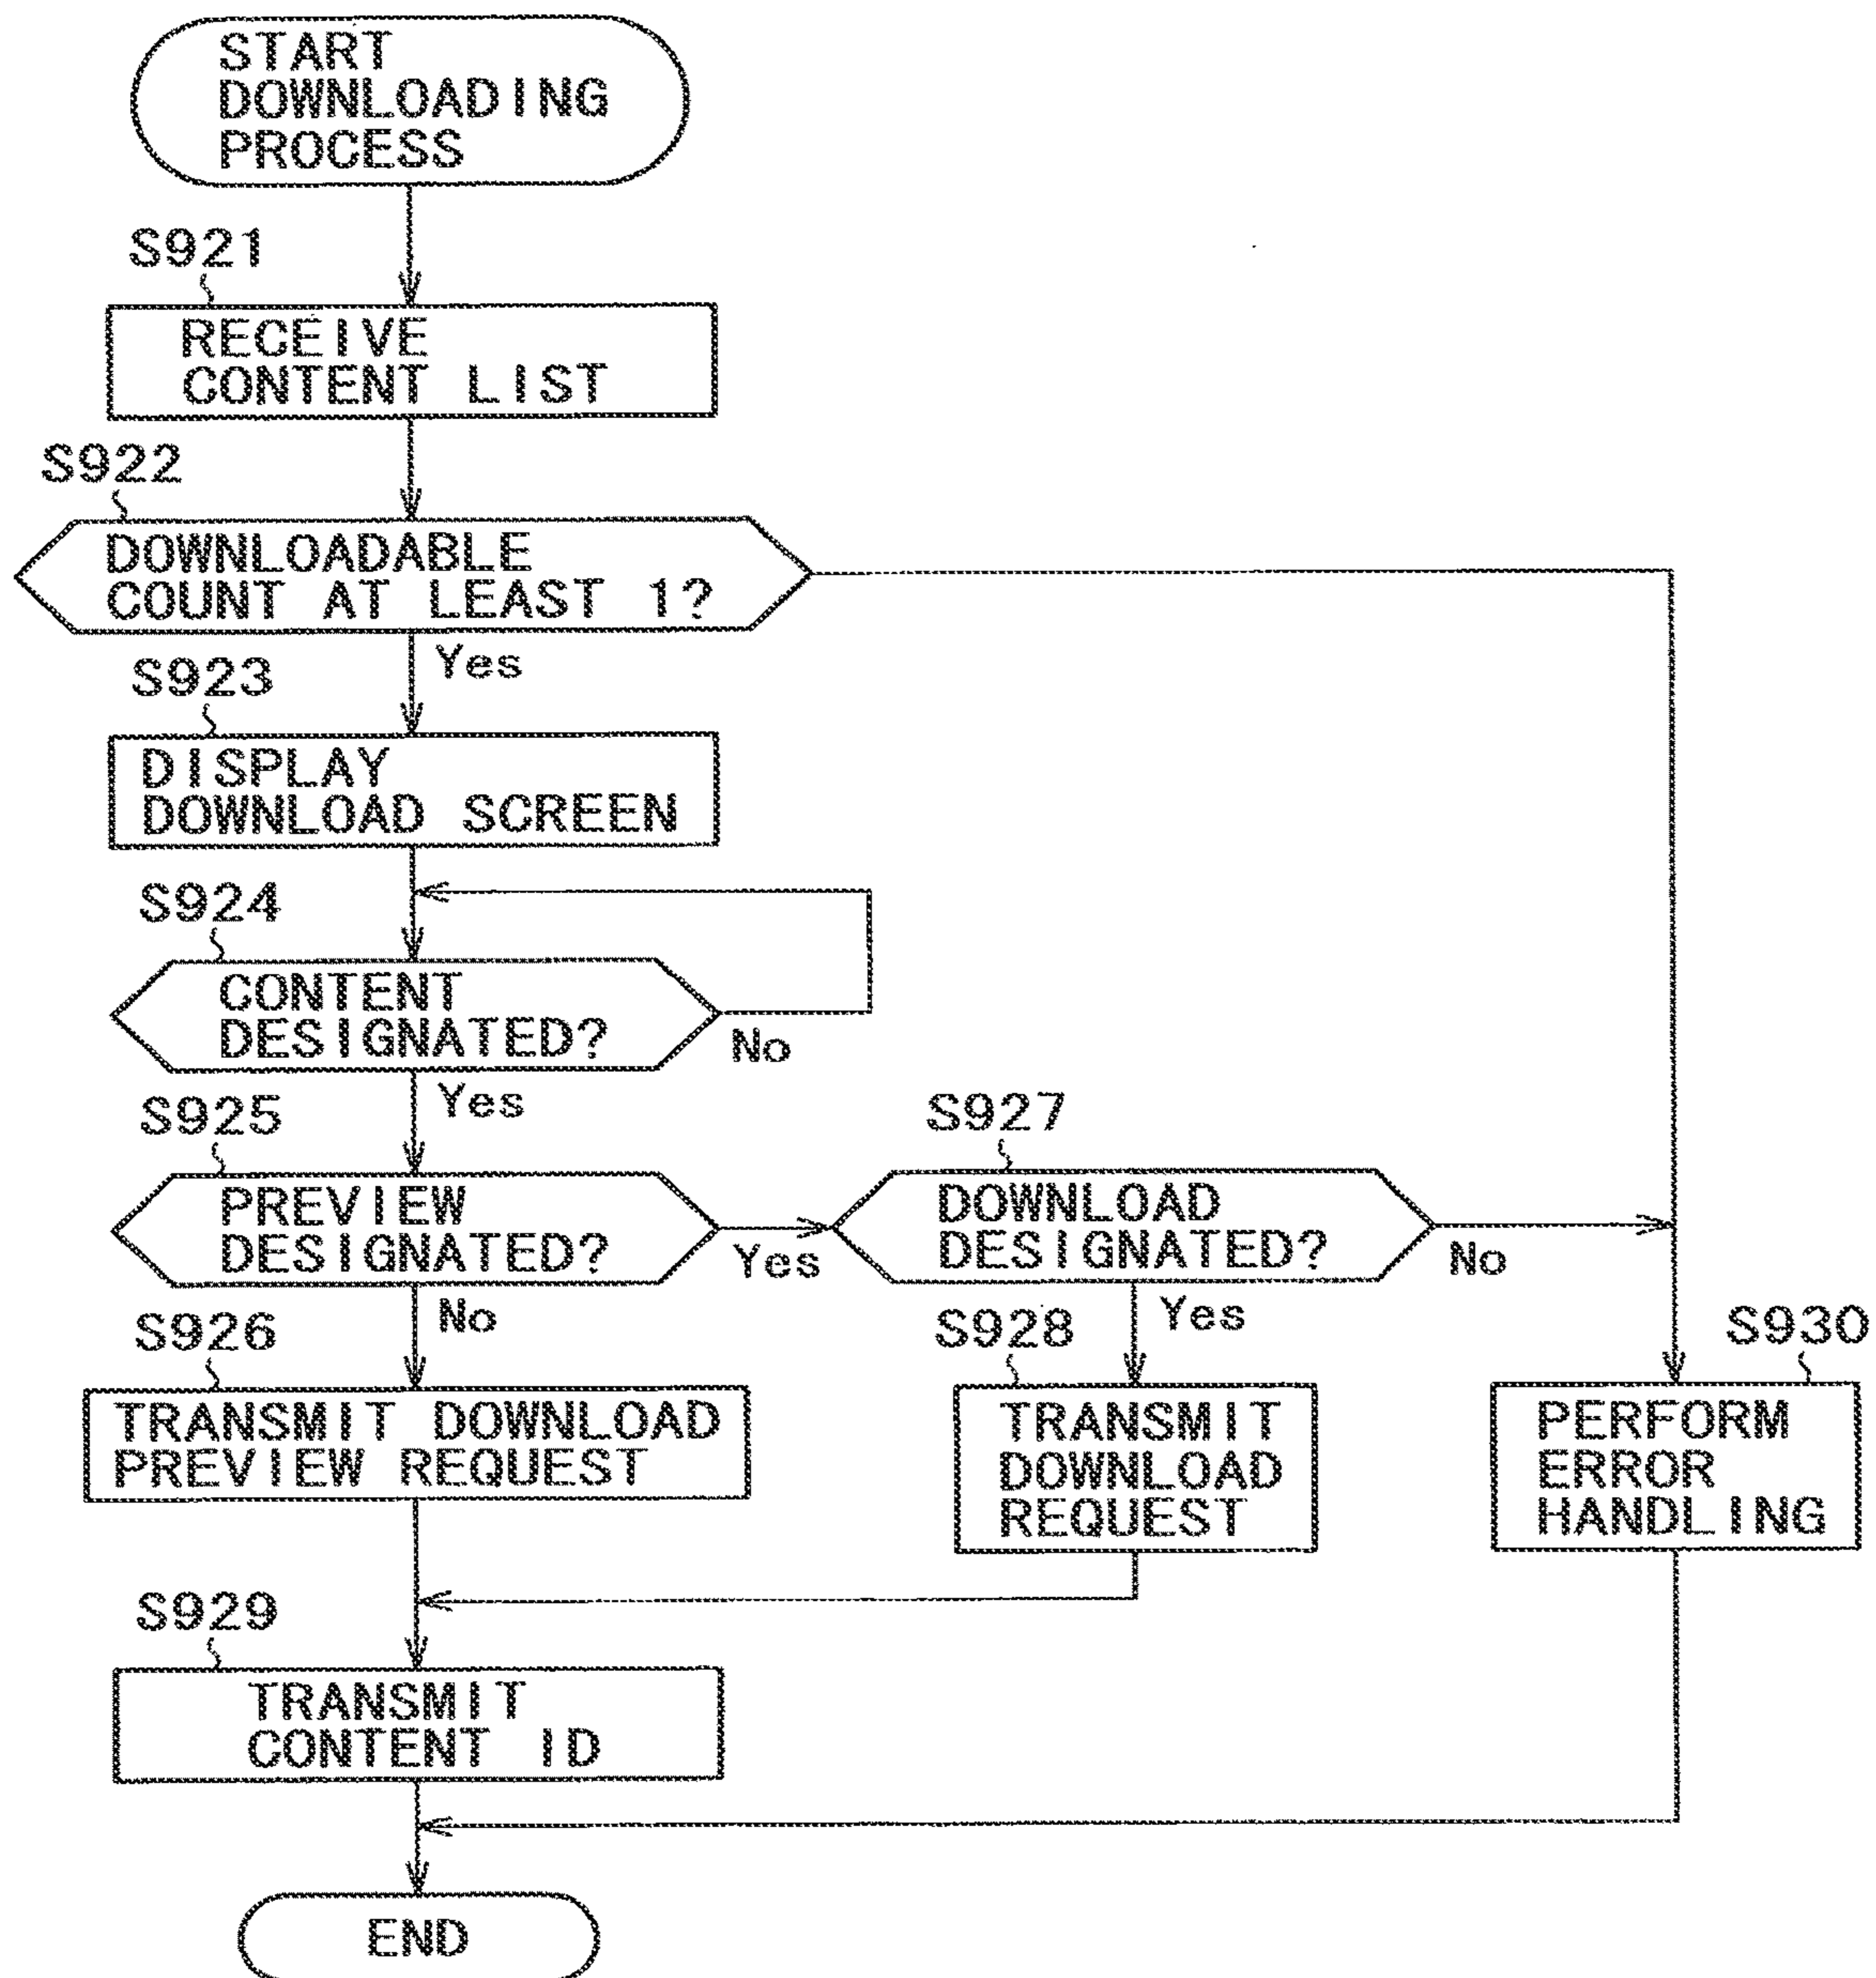 START
DOWNLOADING
PROCESS
S921
RECEIVE
CONTENT LIST
S922
DOWNLOADABLE
COUNT AT LEAST 1?
Yes
S923
DISPLAY
DOWNLOAD SCREEN
S924
CONTENT
DESIGNATED?
No
Yes
S925
PREVIEW
DESIGNATED?
Yes
No
S927
DOWNLOAD
DESIGNATED?
No
Yes
S926
TRANSMIT DOWNLOAD
PREVIEW REQUEST
S928
TRANSMIT
DOWNLOAD
REQUEST
S930
PERFORM
ERROR
HANDLING
S929
TRANSMIT
CONTENT ID
END